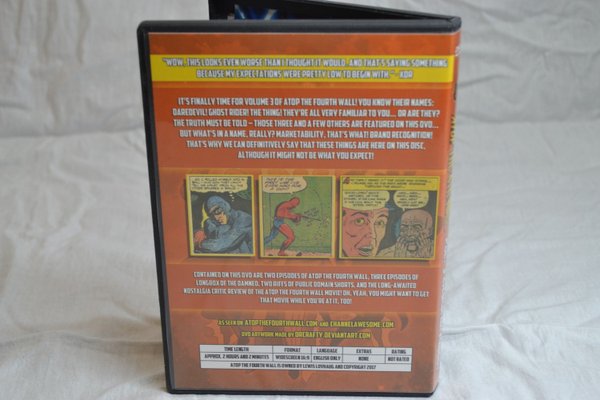 "WOW, THIS LOOKS EVEN WORSE THAN I THOUGHT IT WOULD, AND THAT'S SAYING SOMETHING
BECAUSE MY EXPECTATIONS WERE PRETTY LOW TO BEGIN WITH --" KOR
IT'S FINALLY TIME FOR VOLUME 3 OF ATOP THE FOURTH WALL! YOU KNOW THEIR NAMES:
DAREDEVIL! GHOST RIDER! THE THING! THEY'RE ALL VERY FAMILIAR TO YOU... OR ARE THEY?
THE TRUTH MUST BE TOLD – THOSE THREE AND A FEW OTHERS ARE FEATURED ON THIS DVD...
BUT WHAT'S IN A NAME, REALLY? MARKETABILITY, THAT'S WHAT! BRAND RECOGNITION!
THAT'S WHY WE CAN DEFINITIVELY SAY THAT THESE THINGS ARE HERE ON THIS DISC,
ALTHOUGH IT MIGHT NOT BE WHAT YOU EXPECT!
CONTAINED ON THIS DVD ARE TWO EPISODES OF ATOP THE FOURTH WALL, THREE EPISODES OF
LONGBOX OF THE DAMNED, TWO RIFFS OF PUBLIC DOMAIN SHORTS, AND THE LONG-AWAITED
NOSTALGIA CRITIC REVIEW OF THE ATOP THE FOURTH WALL MOVIE! OH, YEAH, YOU MIGHT WANT TO GET
THAT MOVIE WHILE YOU'RE AT IT, TOO!
AS SEEN ON ATOPTHEFOURTHWALL.COM AND CHANNELAWESOME.COM
DVD ARTWORK MADE BY DRCRAFTY.DEVIANTART.COM
TIME LENGTH FORMAT LANGUAGE EXTRAS RATING
APPROX. 2 HOURS AND 2 MINUTES WIDESCREEN 16:9 ENGLISH ONLY NONE NOT RATED
ATOP THE FOURTH WALL IS OWNED BY LEWIS LOVHAUG AND COPYRIGHT 2017